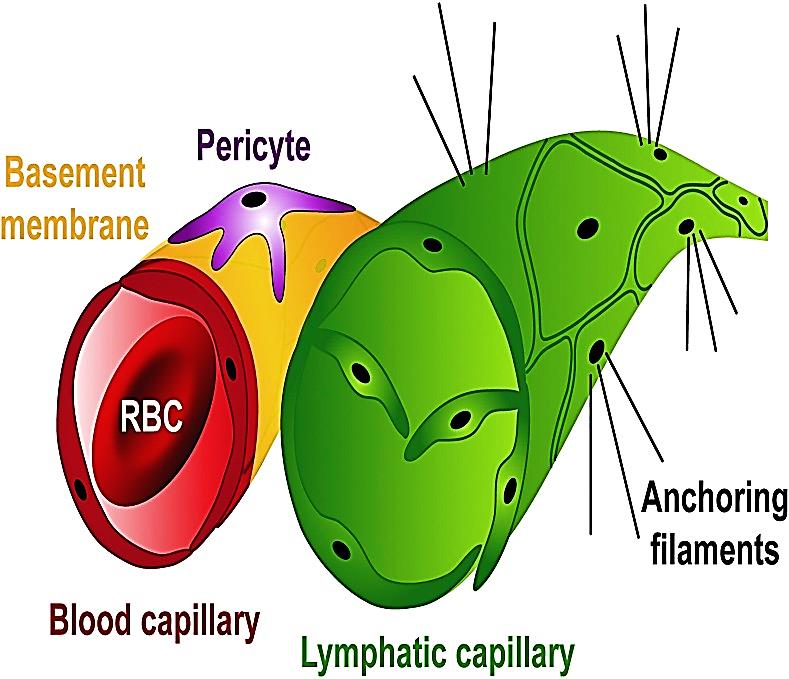 Pericyte
Basement
membrane
RBC
Anchoring
filaments
Blood capillary
Lymphatic capillary